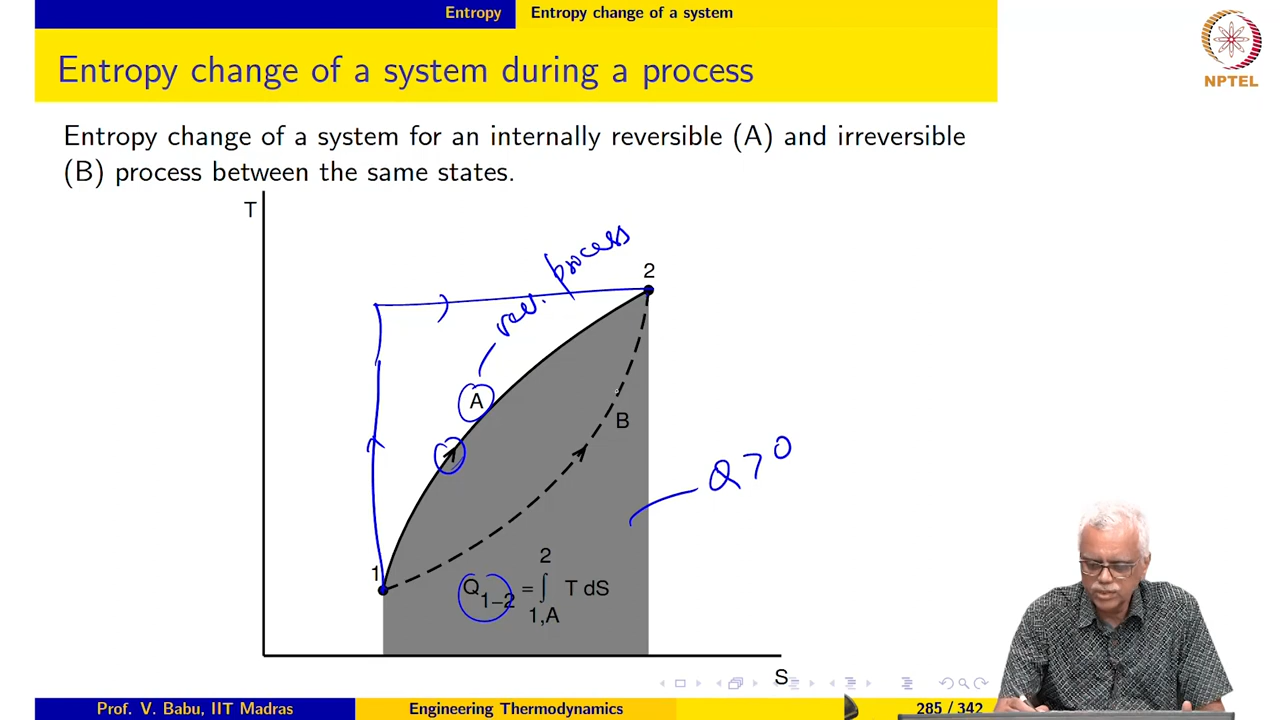 Entropy Entropy change of a system
Entropy change of a system during a process
NPTEL
Entropy change of a system for an internally reversible (A) and irreversible
(B) process between the same states.
T
rev. process
2
A
B
Q > 0
1
2
Q1–2 = ∫ T dS
1,A
S
Prof. V. Babu, IIT Madras Engineering Thermodynamics 285 / 342